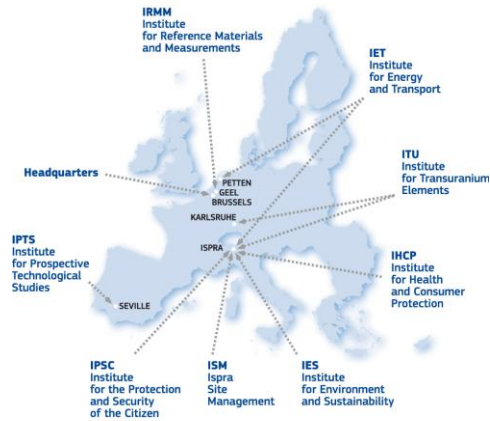 IRMM
Institute
for Reference Materials
and Measurements
IET
Institute
for Energy
and Transport
Headquarters
PETTEN
GEEL
BRUSSELS
KARLSRUHE
ITU
Institute
for Transuranium
Elements
IPTS
Institute
for Prospective
Technological
Studies
ISPRA
SEVILLE
IHCP
Institute
for Health
and Consumer
Protection
IPSC
Institute
for the Protection
and Security
of the Citizen
ISM
Ispra
Site
Management
IES
Institute
for Environment
and Sustainability